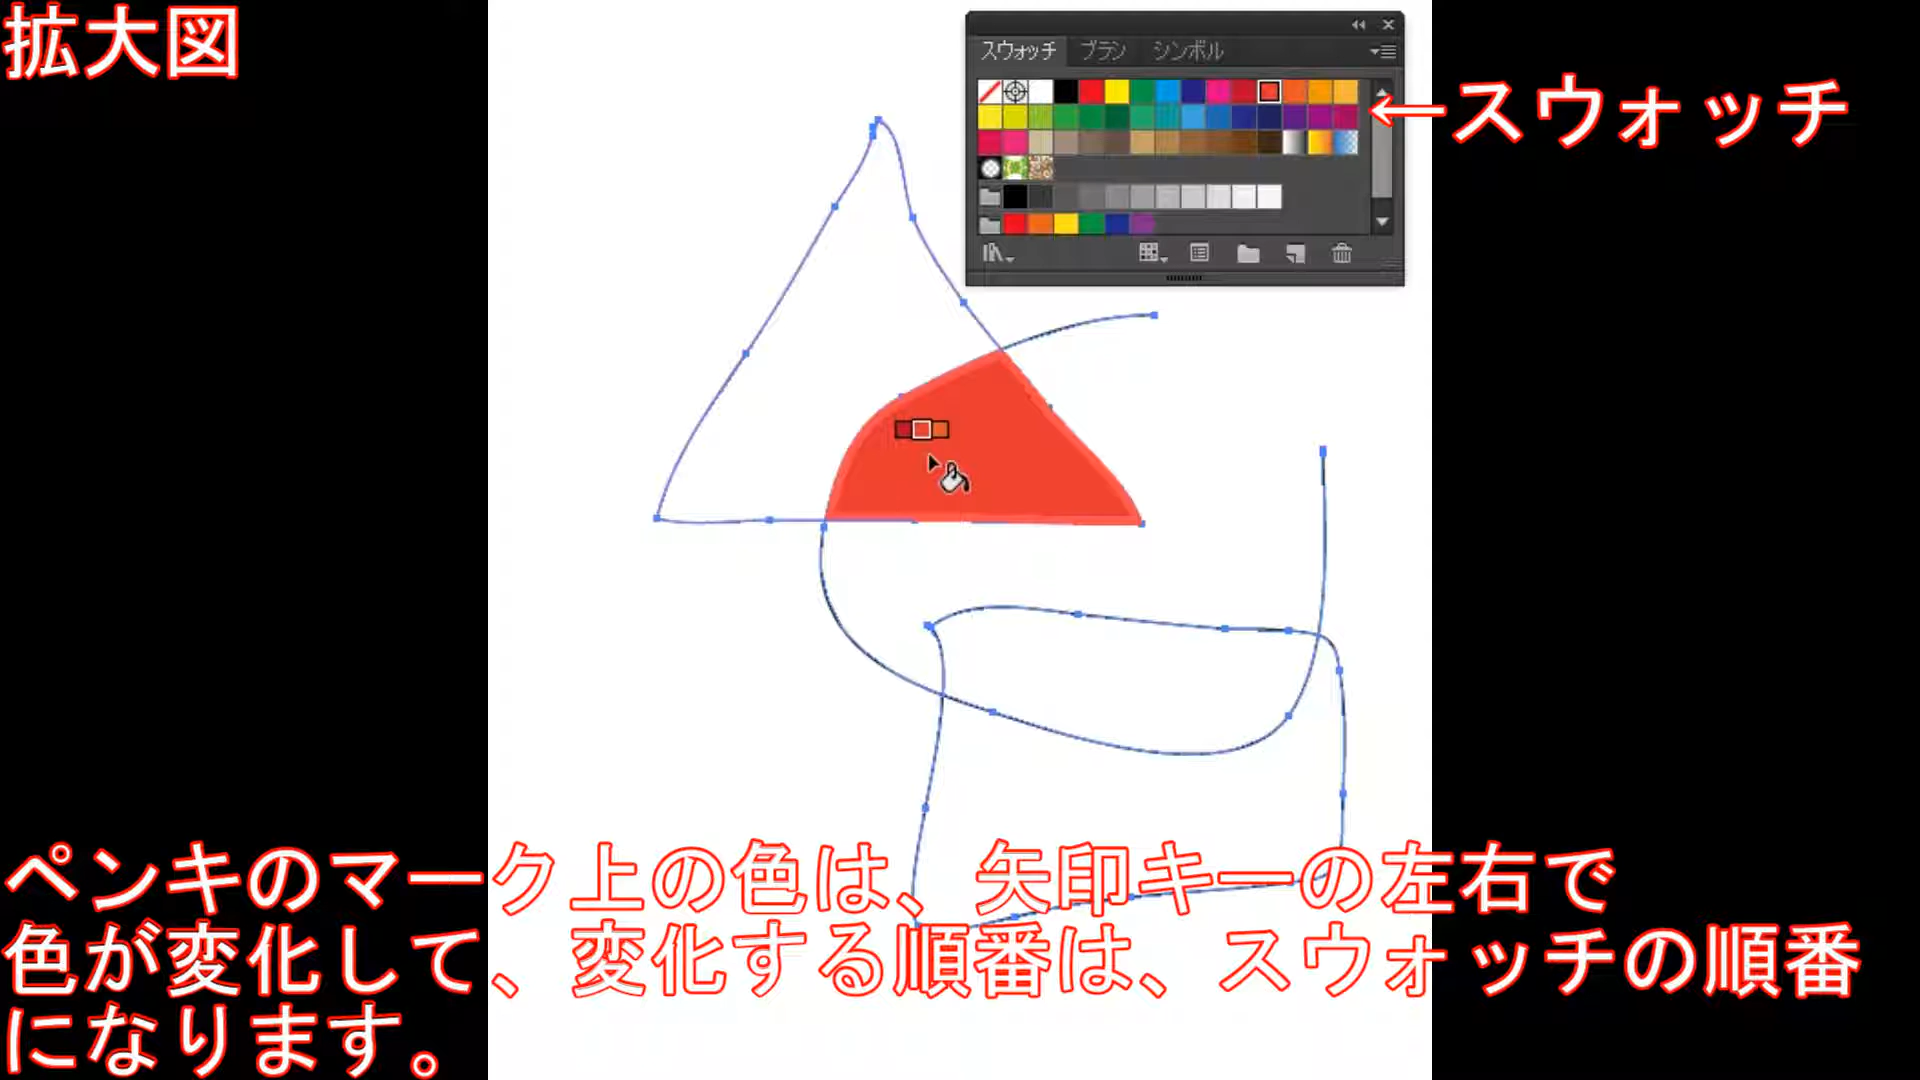 拡大図
スウォッチ ブラシ シンボル
←スウォッチ
ペンキのマーク上の色は、矢印キーの左右で
色が変化して、変化する順番は、スウォッチの順番
になります。